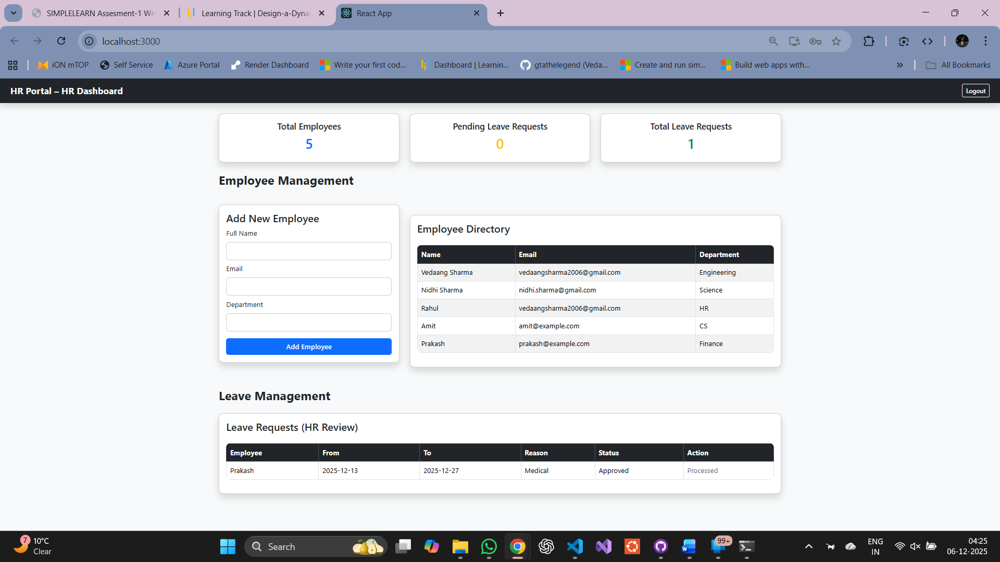 SIMPLELEARN Assesment-1 Wri
Learning Track | Design-a-Dyna
React App
localhost:3000
iON mTOP
Self Service
Azure Portal
Render Dashboard
Write your first cod...
Dashboard | Learnin...
gtathelegend (Veda...
Create and run sim...
Build web apps with...
All Bookmarks
HR Portal – HR Dashboard
Logout
Total Employees
5
Pending Leave Requests
0
Total Leave Requests
1
Employee Management
Add New Employee
Full Name
Email
Department
Add Employee
Employee Directory
Name Email Department
Vedaang Sharma vedaangsharma2006@gmail.com Engineering
Nidhi Sharma nidhi.sharma@gmail.com Science
Rahul vedaangsharma2006@gmail.com HR
Amit amit@example.com CS
Prakash prakash@example.com Finance
Leave Management
Leave Requests (HR Review)
Employee From To Reason Status Action
Prakash 2025-12-13 2025-12-27 Medical Approved Processed
7
10°C
Clear
Search
99+
ENG
IN
04:25
06-12-2025